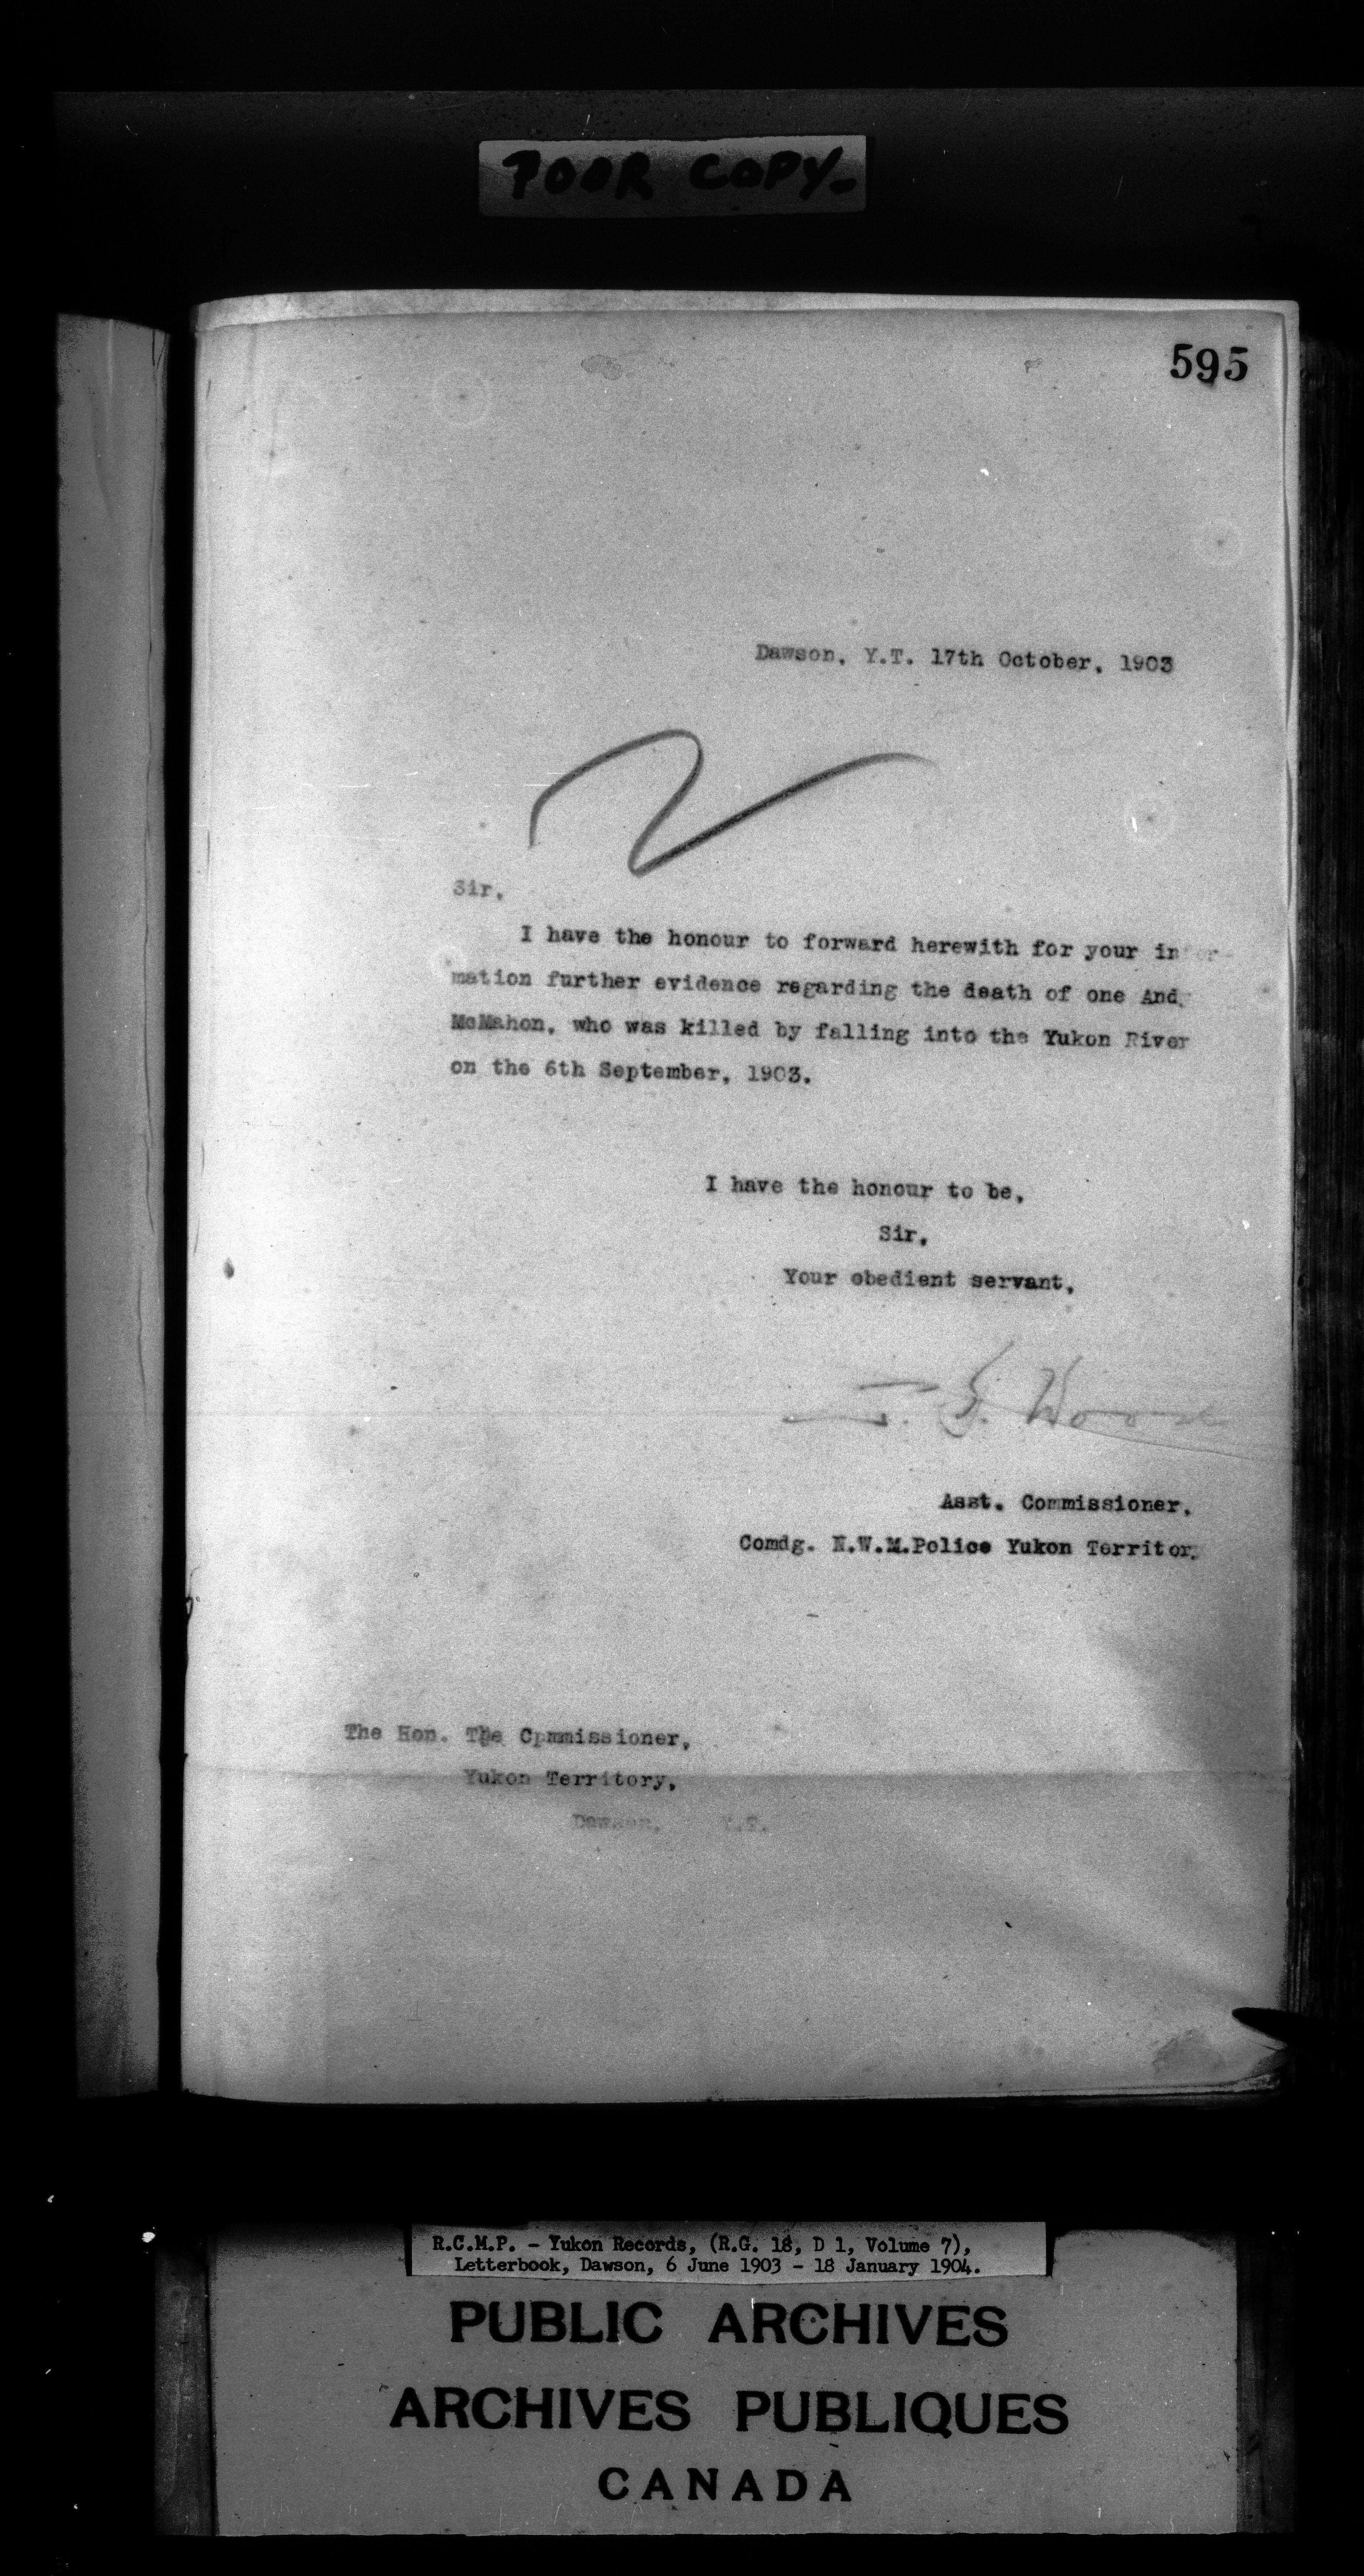 POOR COPY-
595
Dawson, Y.T. 17th October, 1903
Sir,
I have the honour to forward herewith for your infor-
mation further evidence regarding the death of one And.
McMahon, who was killed by falling into the Yukon River
on the 6th September, 1903.
I have the honour to be,
Sir,
Your obedient servant,
Wood
Asst. Commissioner,
Comdg. N.W.M.Police Yukon Territor.
The Hon. The Cpmmissioner,
Yukon Territory,
Dawson, Y.T.
R.C.M.P. - Yukon Records, (R.G. 18, D 1, Volume 7),
Letterbook, Dawson, 6 June 1903 - 18 January 1904.
PUBLIC ARCHIVES
ARCHIVES PUBLIQUES
CANADA